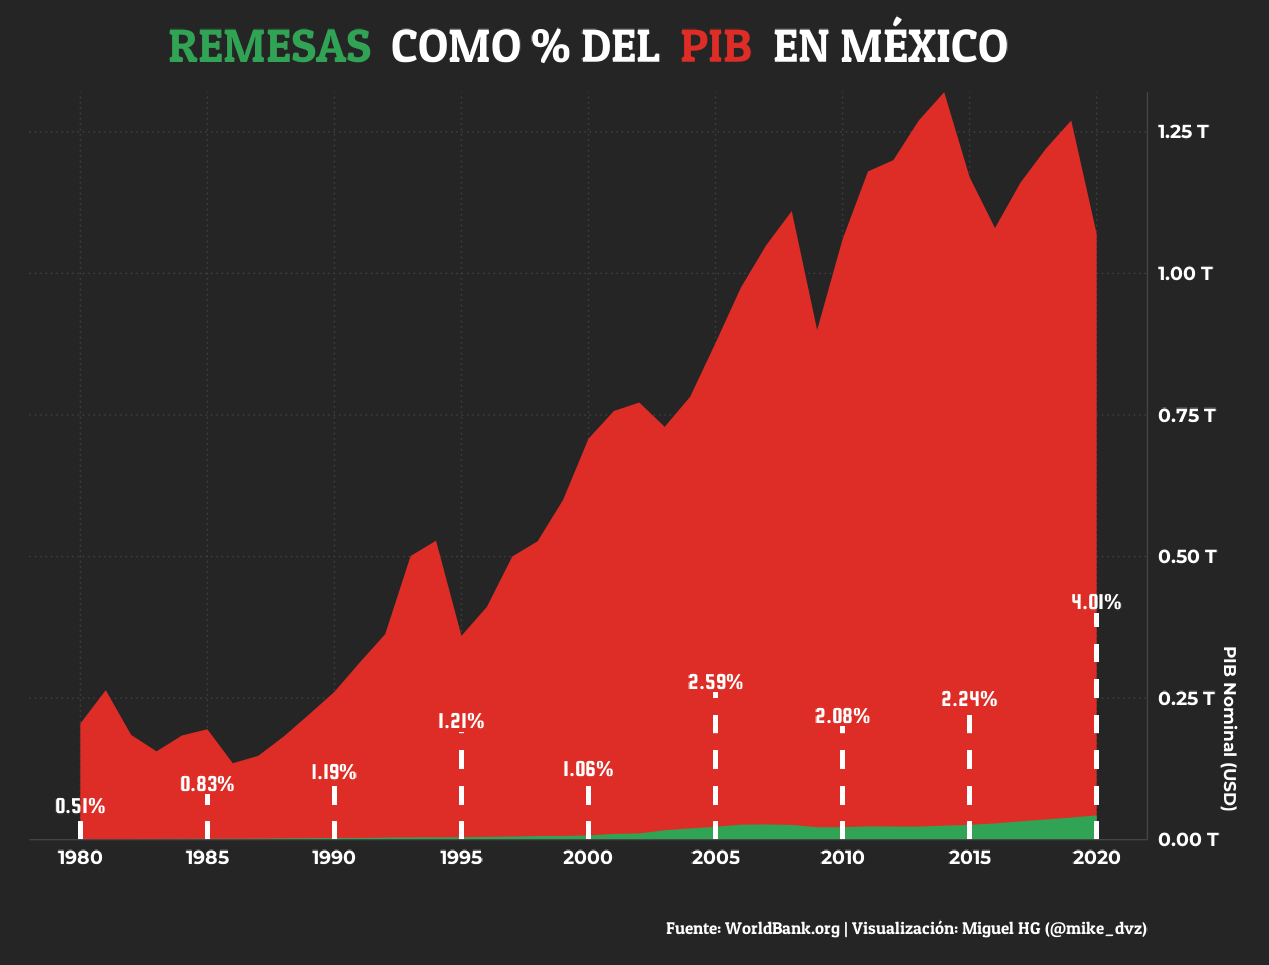 REMESAS COMO % DEL PIB EN MÉXICO
1.25 T
1.00 T
0.75 T
0.50 T
4.01%
0.25 T
2.59%
2.24%
2.08%
1.21%
1.06%
1.19%
0.83%
0.51%
PIB Nominal (USD)
0.00 T
1980 1985 1990 1995 2000 2005 2010 2015 2020
Fuente: WorldBank.org | Visualización: Miguel HG (@mike_dvz)